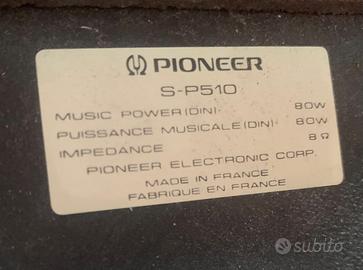 PIONEER
S-P510
MUSIC POWER(DIN)· 80W
PUISSANCE MUSICALE(DIN)· 80W
IMPEDANCE 8 Ω
PIONEER ELECTRONIC CORP.
MADE IN FRANCE
FABRIQUE EN FRANCE
subito